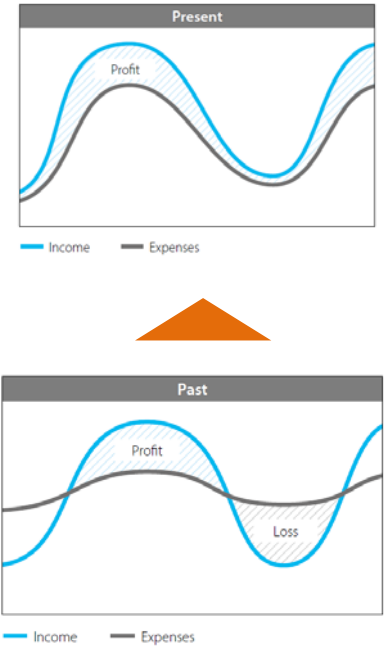 Present
Profit
Income Expenses
Past
Profit
Loss
Income Expenses